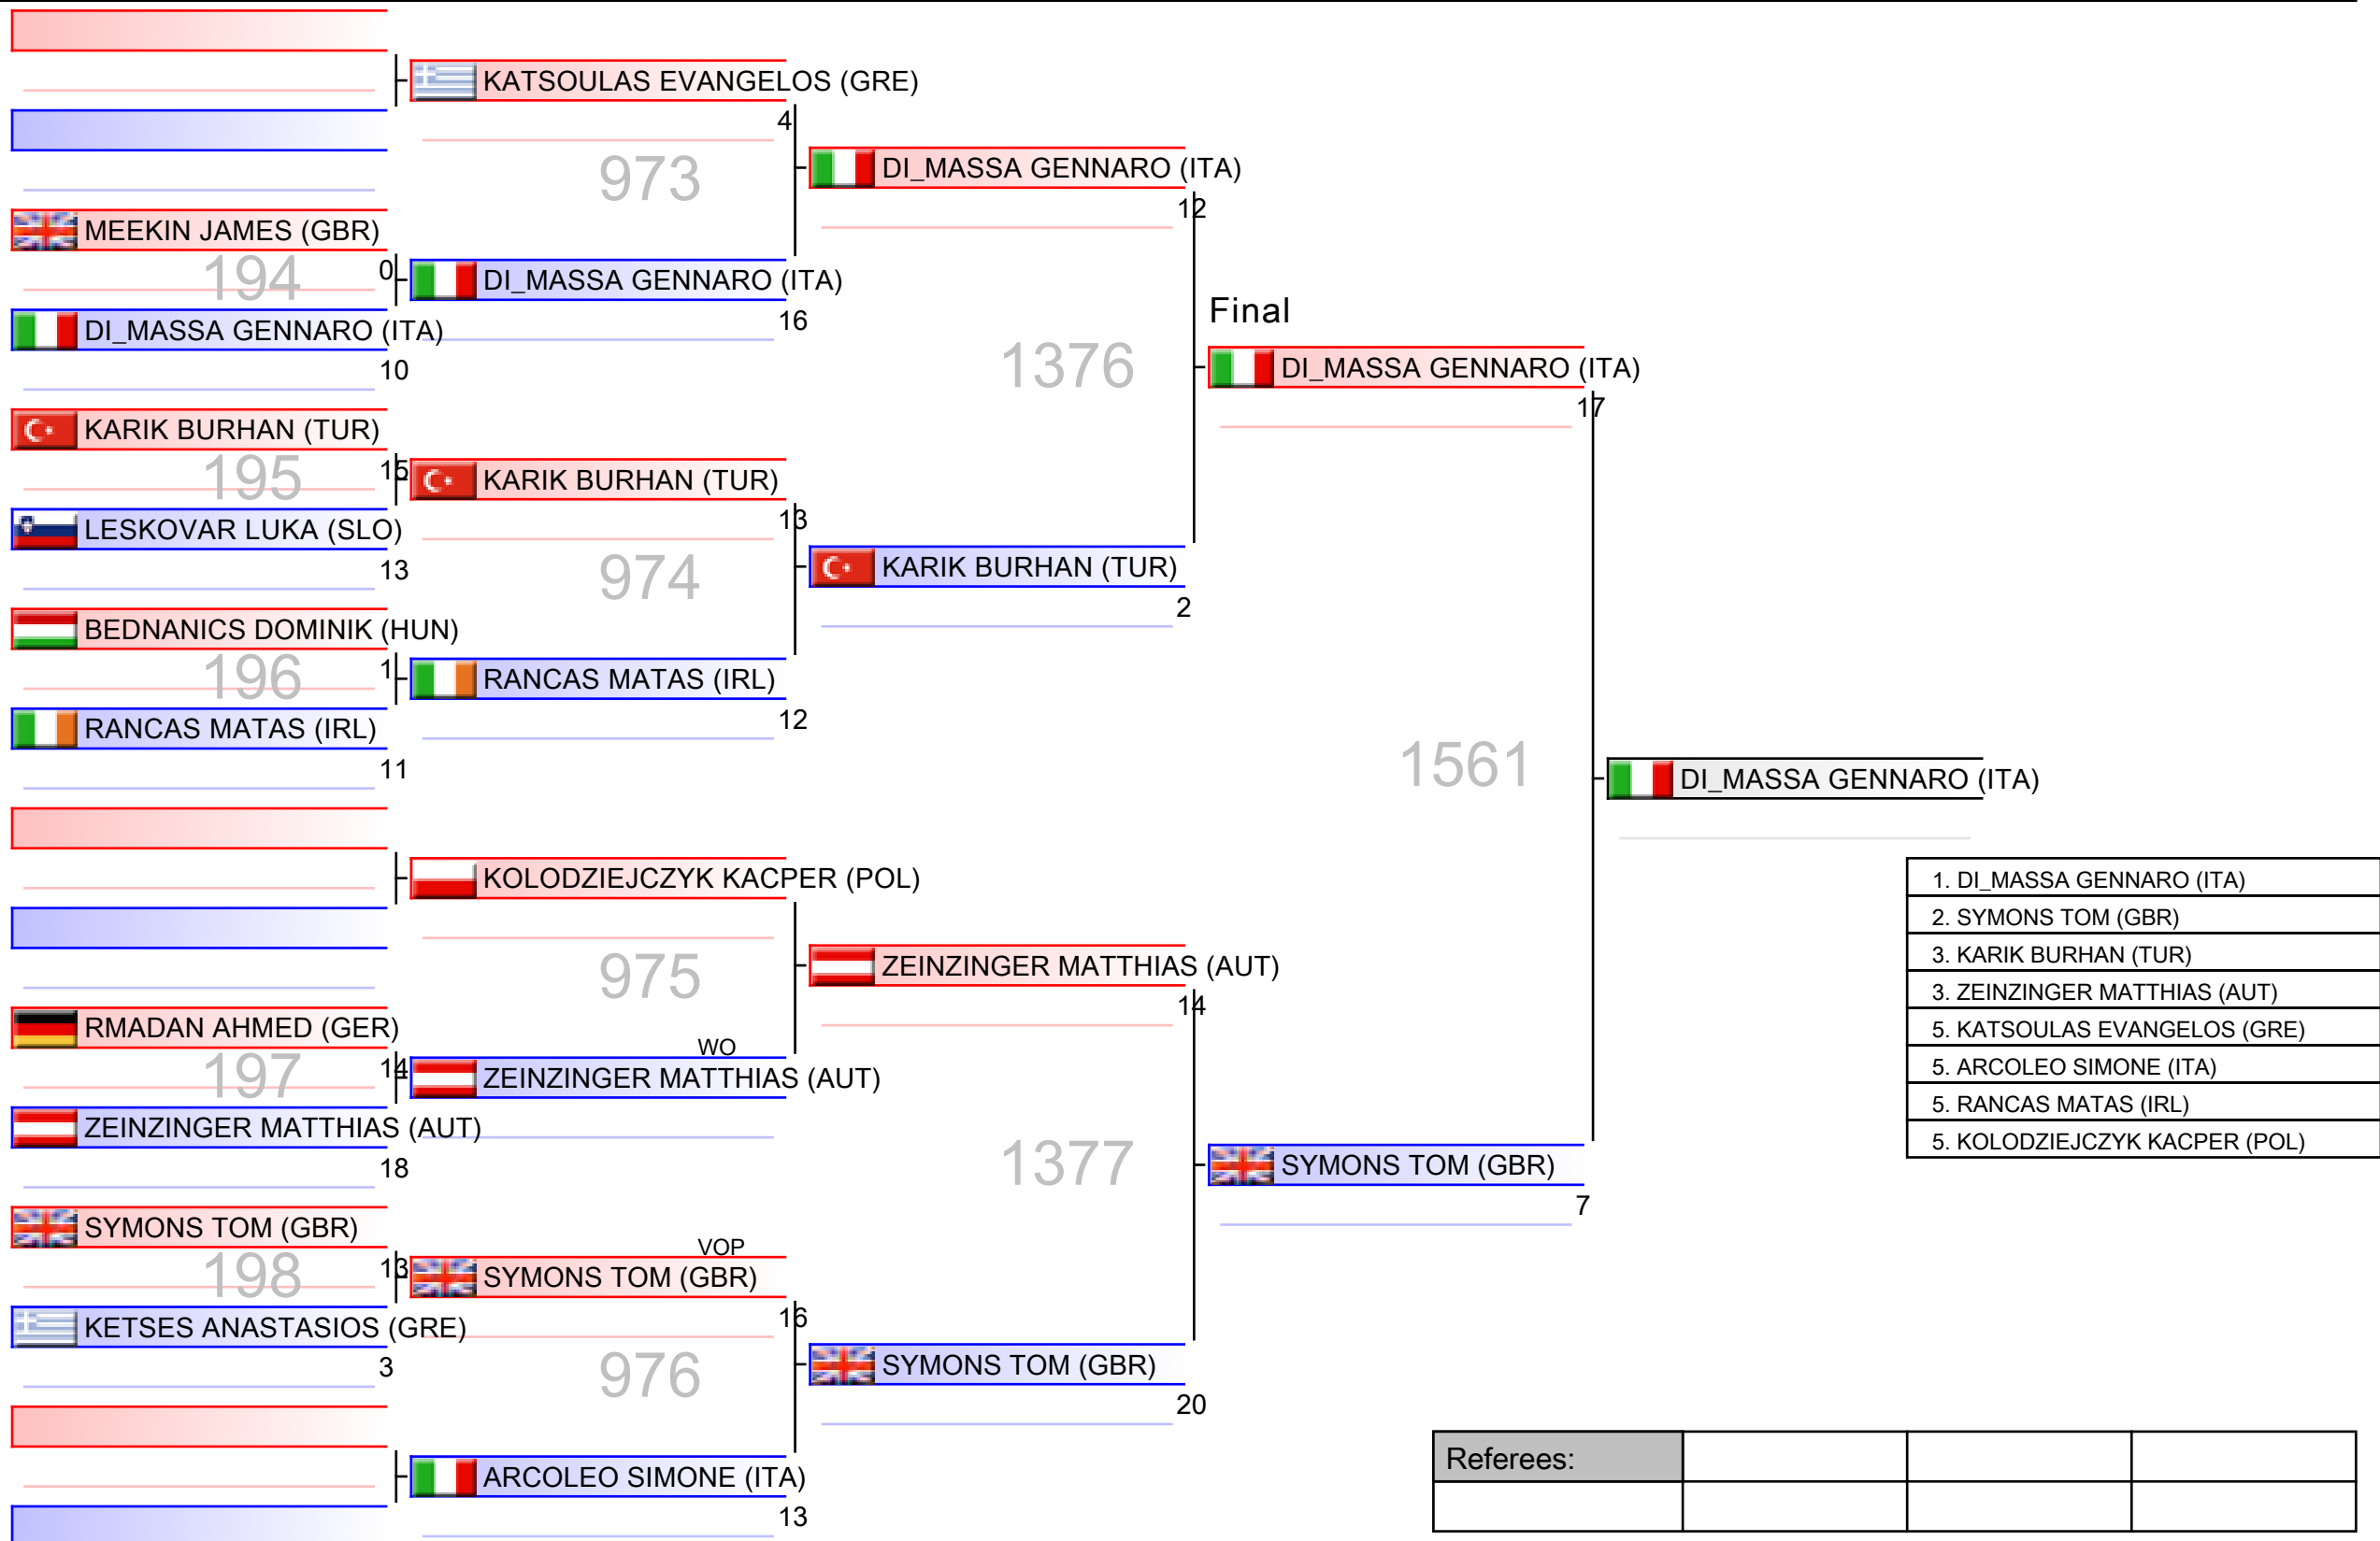 KATSOULAS EVANGELOS (GRE)
4
973
DI_MASSA GENNARO (ITA)
12
MEEKIN JAMES (GBR)
0
194
DI_MASSA GENNARO (ITA)
16
DI_MASSA GENNARO (ITA)
10
Final
1376
DI_MASSA GENNARO (ITA)
17
KARIK BURHAN (TUR)
15
195
KARIK BURHAN (TUR)
13
LESKOVAR LUKA (SLO)
13
974
KARIK BURHAN (TUR)
2
BEDNANICS DOMINIK (HUN)
1
196
RANCAS MATAS (IRL)
12
RANCAS MATAS (IRL)
11
1561
DI_MASSA GENNARO (ITA)
KOLODZIEJCZYK KACPER (POL)
975
ZEINZINGER MATTHIAS (AUT)
14
RMADAN AHMED (GER)
14
197
WO
ZEINZINGER MATTHIAS (AUT)
ZEINZINGER MATTHIAS (AUT)
18
1377
SYMONS TOM (GBR)
7
SYMONS TOM (GBR)
13
198
VOP
SYMONS TOM (GBR)
16
KETSES ANASTASIOS (GRE)
3
976
SYMONS TOM (GBR)
20
ARCOLEO SIMONE (ITA)
13
1. DI_MASSA GENNARO (ITA)
2. SYMONS TOM (GBR)
3. KARIK BURHAN (TUR)
3. ZEINZINGER MATTHIAS (AUT)
5. KATSOULAS EVANGELOS (GRE)
5. ARCOLEO SIMONE (ITA)
5. RANCAS MATAS (IRL)
5. KOLODZIEJCZYK KACPER (POL)
Referees: